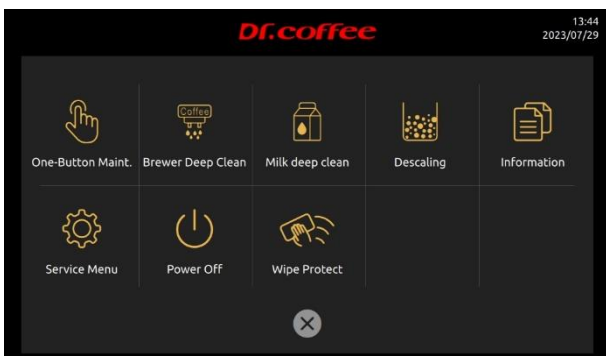 Dr.coffee
13:44
2023/07/29
Coffee
One-Button Maint.
Brewer Deep Clean
Milk deep clean
Descaling
Information
Service Menu
Power Off
Wipe Protect